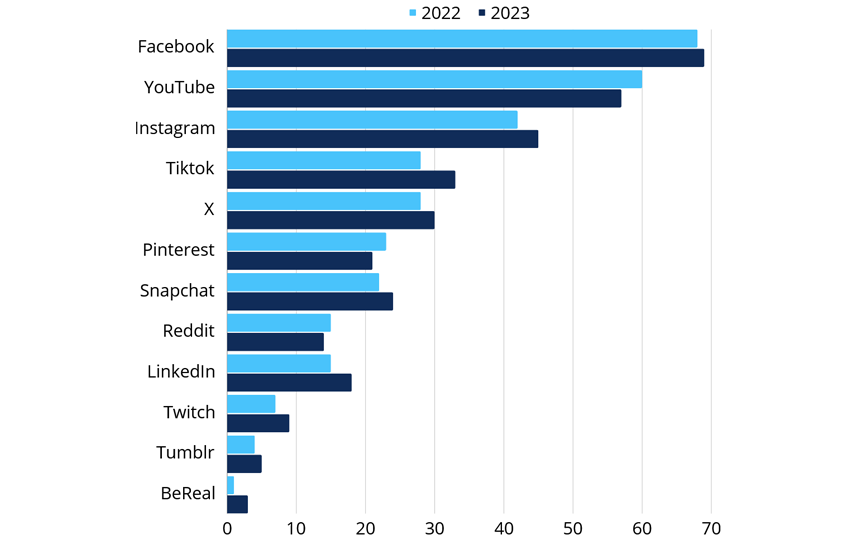 2022 2023
Facebook
YouTube
Instagram
Tiktok
X
Pinterest
Snapchat
Reddit
LinkedIn
Twitch
Tumblr
BeReal
0 10 20 30 40 50 60 70